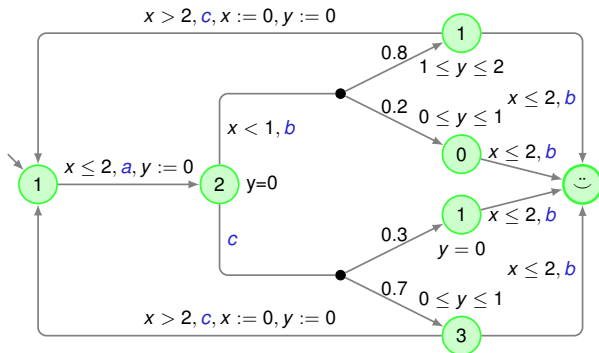 x > 2, c, x := 0, y := 0
1
0.8
1 ≤ y ≤ 2
x ≤ 2, b
0.2
0 ≤ y ≤ 1
x < 1, b
0
x ≤ 2, b
x ≤ 2, a, y := 0
1
2
y=0
1
x ≤ 2, b
c
0.3
y = 0
x ≤ 2, b
0.7
0 ≤ y ≤ 1
x > 2, c, x := 0, y := 0
3